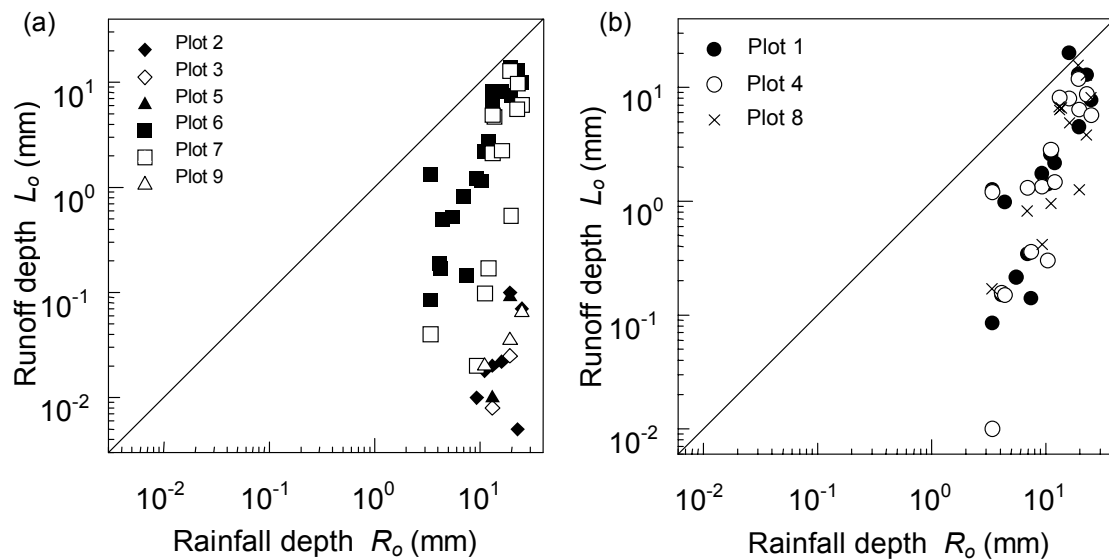 (a)
Plot 2
Plot 3
Plot 5
Plot 6
Plot 7
Plot 9
10^1
10^0
10^-1
10^-2
Runoff depth L_o (mm)
10^-2
10^-1
10^0
10^1
Rainfall depth R_o (mm)
(b)
Plot 1
Plot 4
Plot 8
10^1
10^0
10^-1
10^-2
Runoff depth L_o (mm)
10^-2
10^-1
10^0
10^1
Rainfall depth R_o (mm)